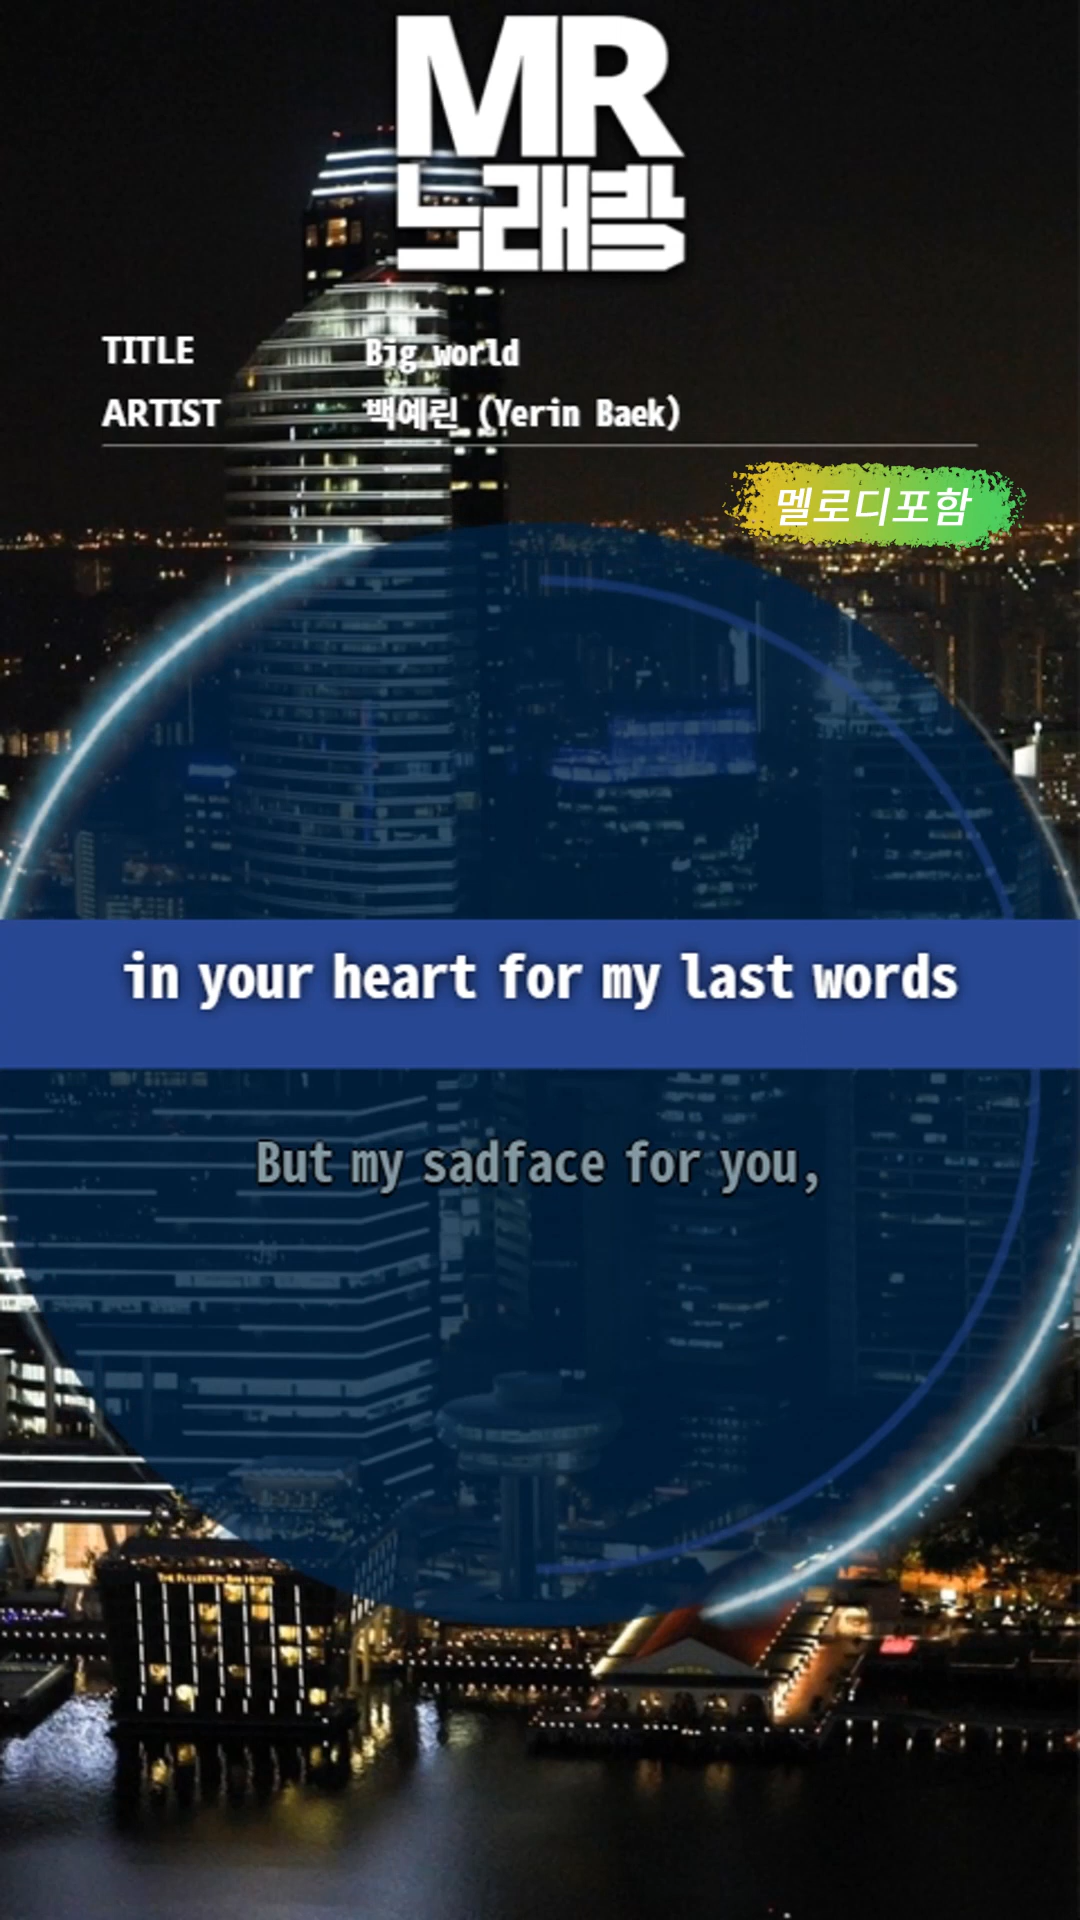 MR
노래방
TITLE Big world
ARTIST 백예린 (Yerin Baek)
멜로디포함
in your heart for my last words
But my sadface for you,